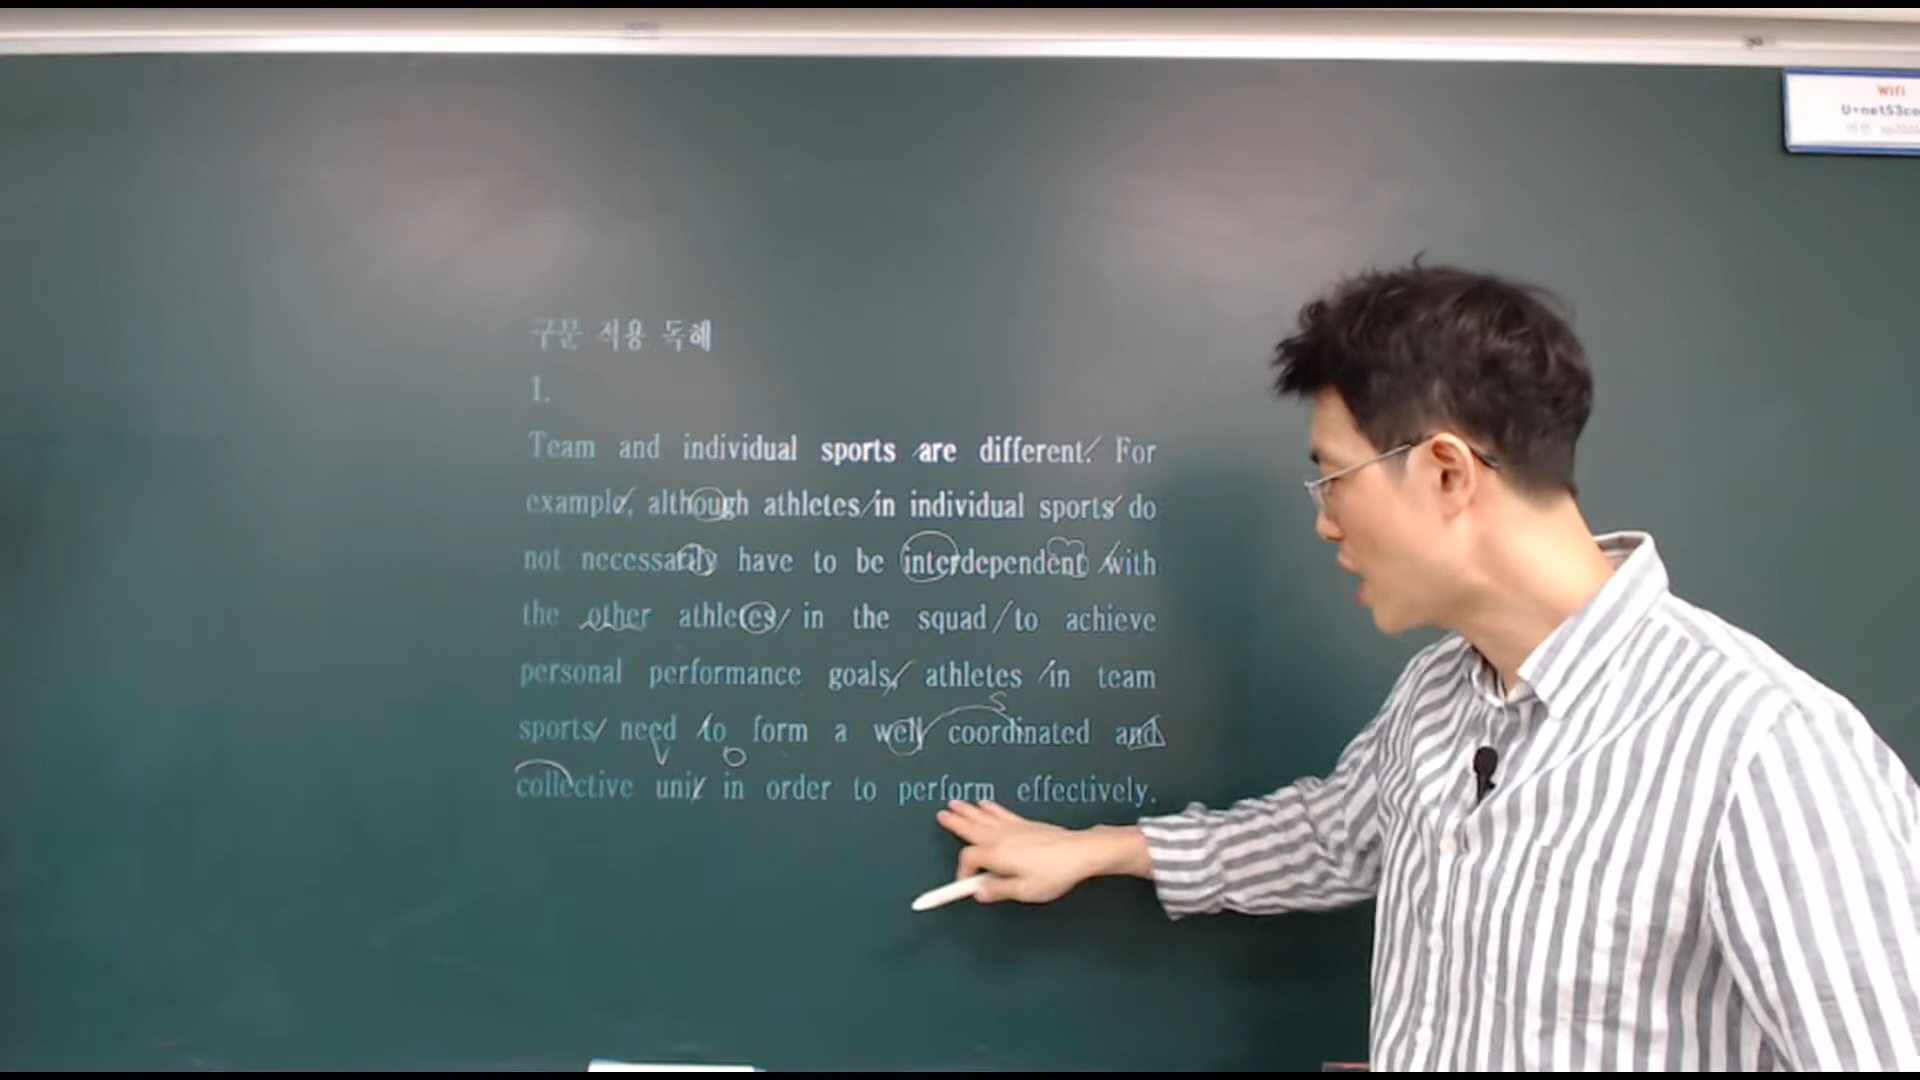 구문 적용 독해
1.
Team and individual sports are different. For
example, although athletes in individual sports do
not necessarily have to be interdependent with
the other athletes in the squad to achieve
personal performance goals, athletes in team
sports need to form a well coordinated and
S
V O
collective unit in order to perform effectively.
Wifi
U+net53co